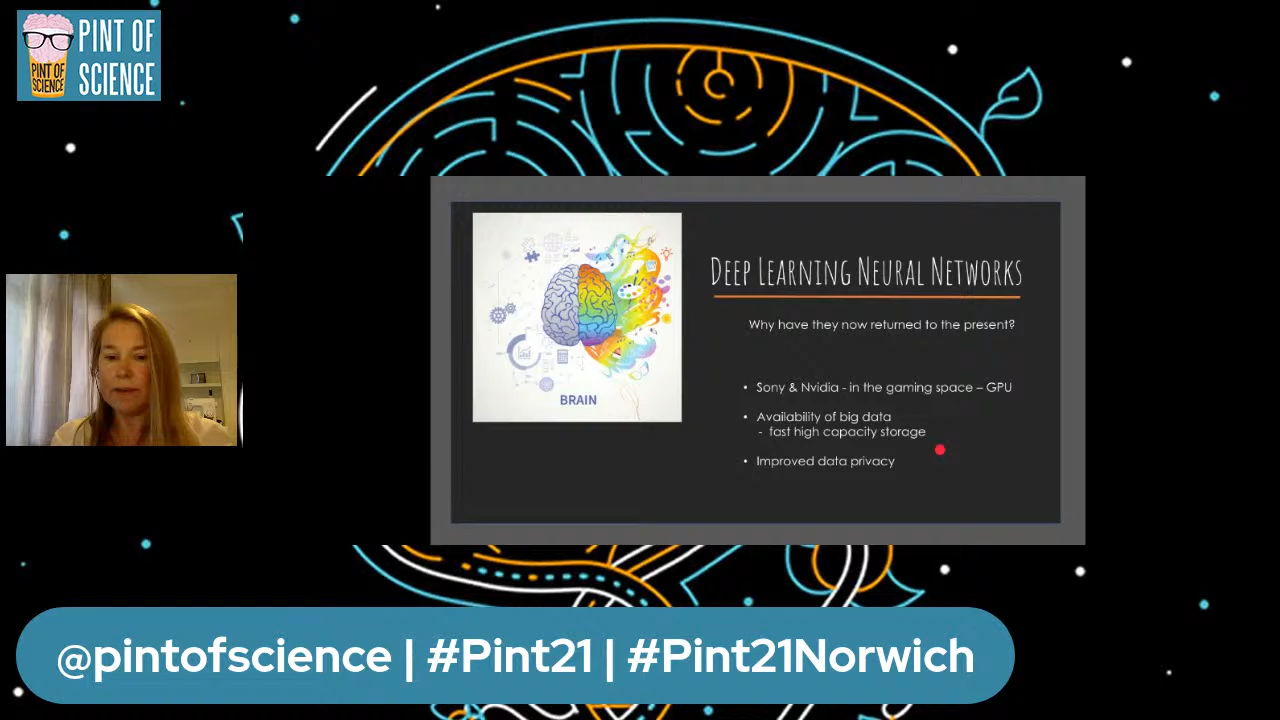 PINT OF
SCIENCE
PINT OF
SCIENCE
DEEP LEARNING NEURAL NETWORKS
Why have they now returned to the present?
• Sony & Nvidia - in the gaming space – GPU
• Availability of big data
- fast high capacity storage
• Improved data privacy
BRAIN
@pintofscience | #Pint21 | #Pint21Norwich